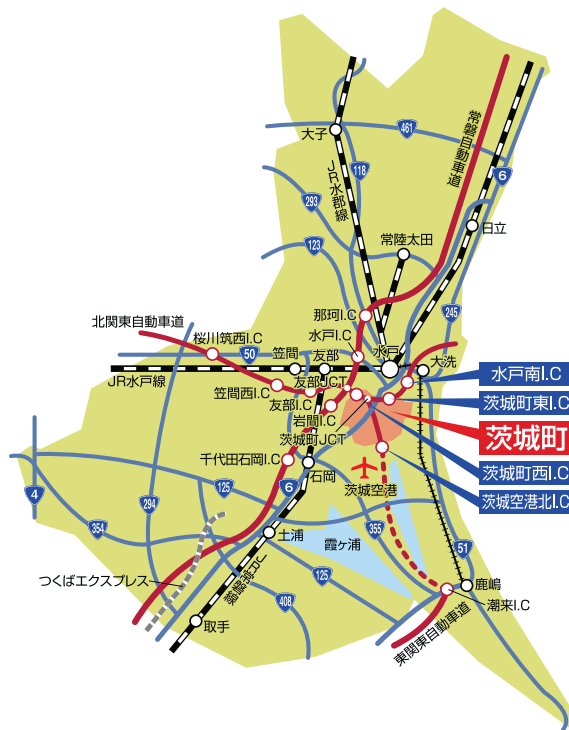 大子
461
常磐自動車道
6
118
JR水郡線
293
日立
常陸太田
123
245
那珂I.C
北関東自動車道
水戸I.C
桜川筑西I.C
50
笠間
友部
水戸
大洗
JR水戸線
友部JCT
水戸南I.C
笠間西I.C
友部I.C
茨城町東I.C
岩間I.C
茨城町
茨城町JCT
千代田石岡I.C
石岡
茨城町西I.C
6
125
茨城空港
茨城空港北I.C
4
294
354
355
土浦
霞ヶ浦
51
つくばエクスプレス
JR常磐線
125
鹿嶋
408
潮来I.C
取手
東関東自動車道